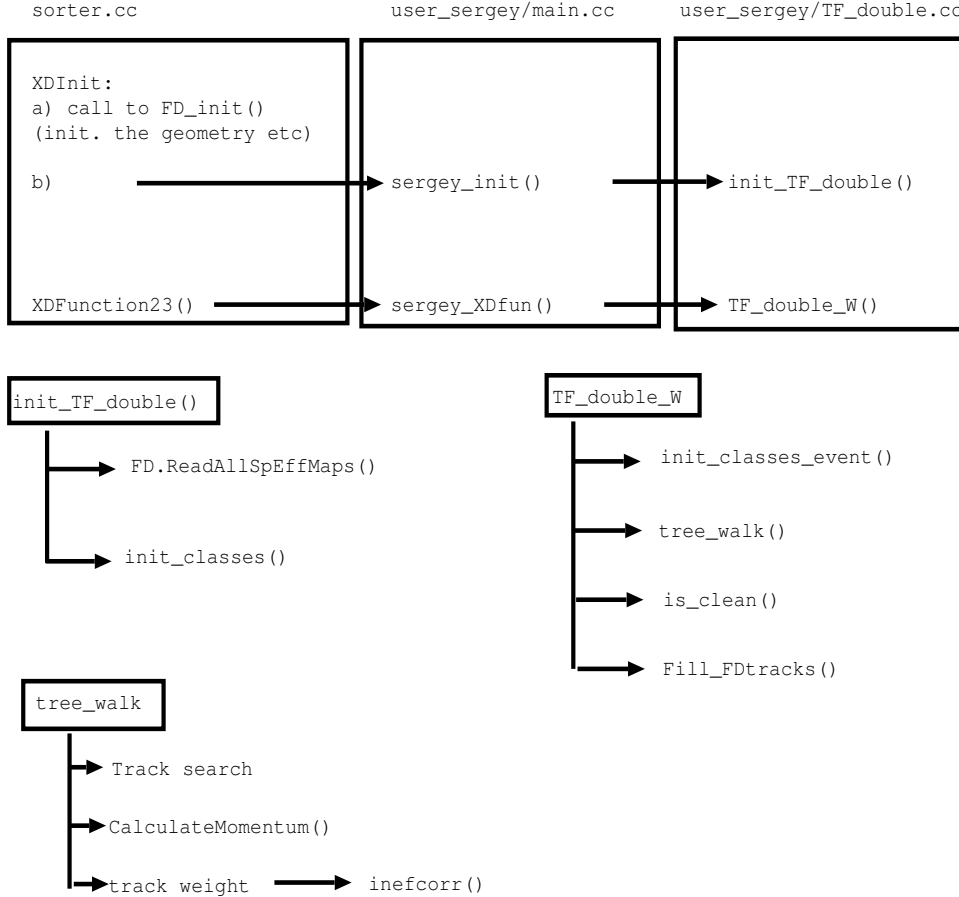 sorter.cc
user_sergey/main.cc
user_sergey/TF_double.cc
XDInit:
a) call to FD_init()
(init. the geometry etc)
b)
sergey_init()
init_TF_double()
XDFunction23()
sergey_XDfun()
TF_double_W()
init_TF_double()
FD.ReadAllSpEffMaps()
init_classes()
TF_double_W
init_classes_event()
tree_walk()
is_clean()
Fill_FDtracks()
tree_walk
Track search
CalculateMomentum()
track weight
inefcorr()